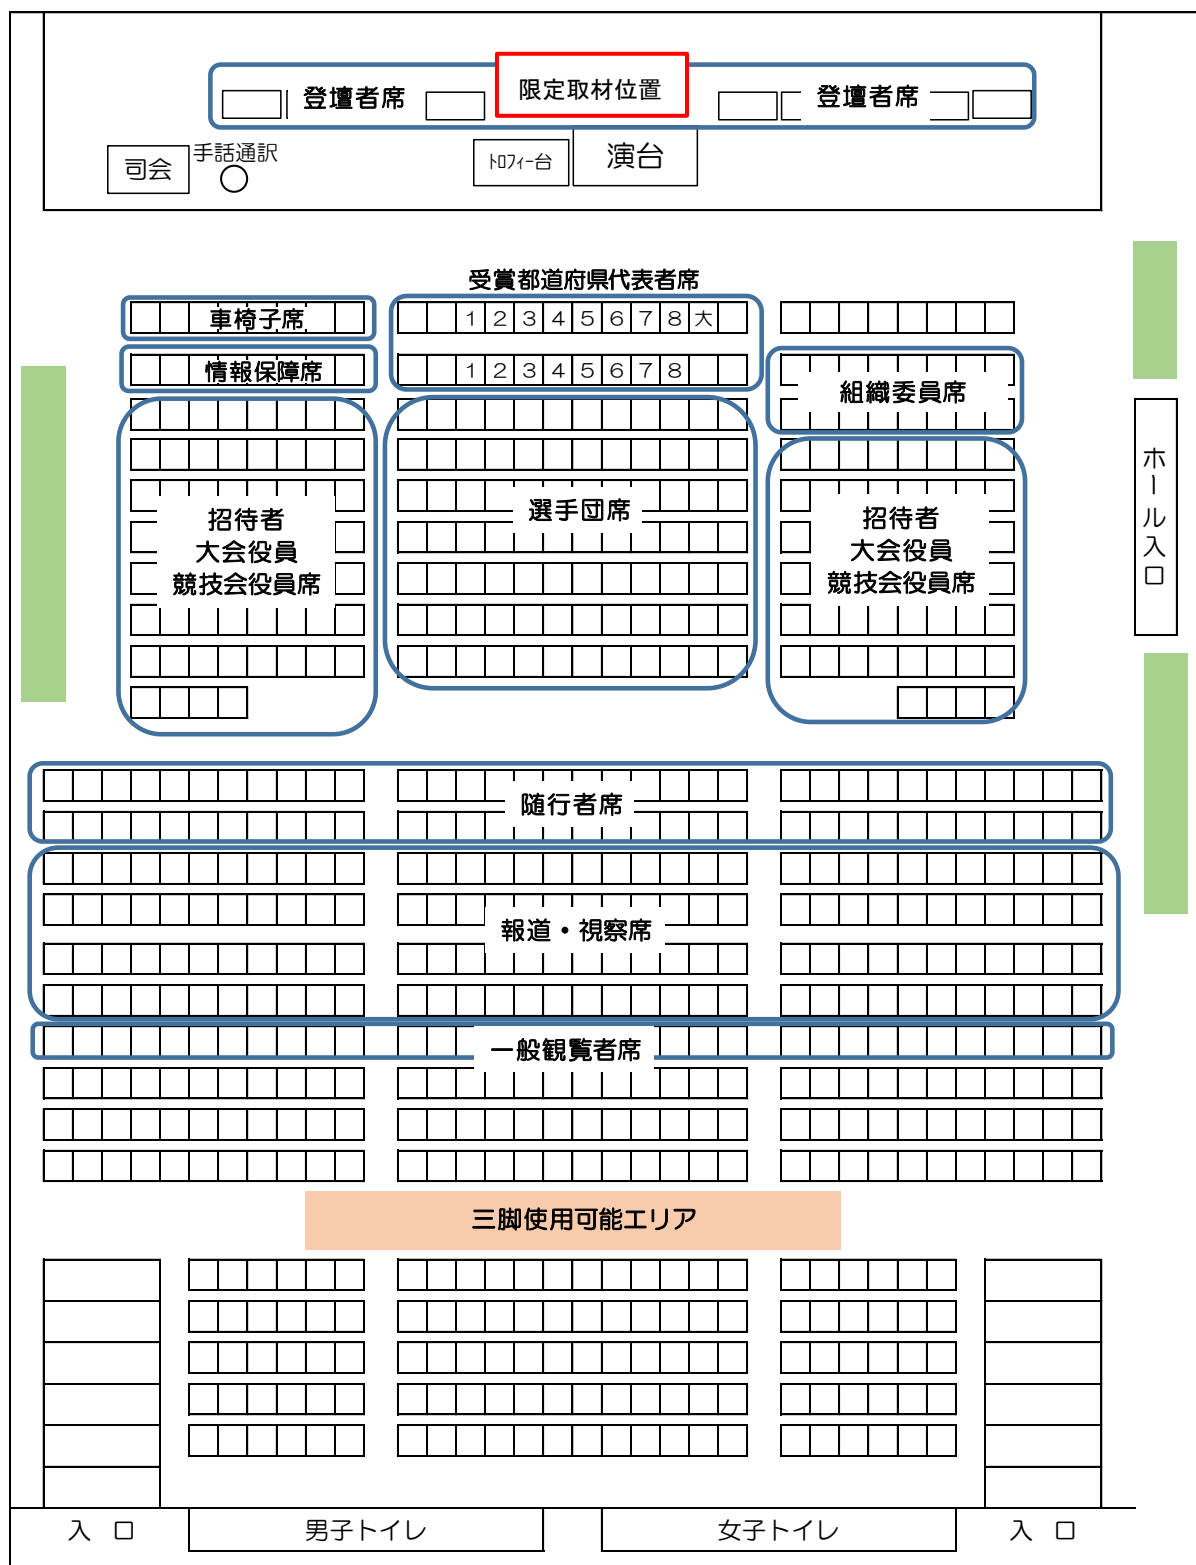 限定取材位置
登壇者席
登壇者席
司会
手話通訳
ﾄﾛﾌｨｰ台
演台
受賞都道府県代表者席
車椅子席
1 2 3 4 5 6 7 8 大
情報保障席
1 2 3 4 5 6 7 8
組織委員席
招待者
大会役員
競技会役員席
選手団席
招待者
大会役員
競技会役員席
ホール入口
随行者席
報道・視察席
一般観覧者席
三脚使用可能エリア
入 口
男子トイレ
女子トイレ
入 口